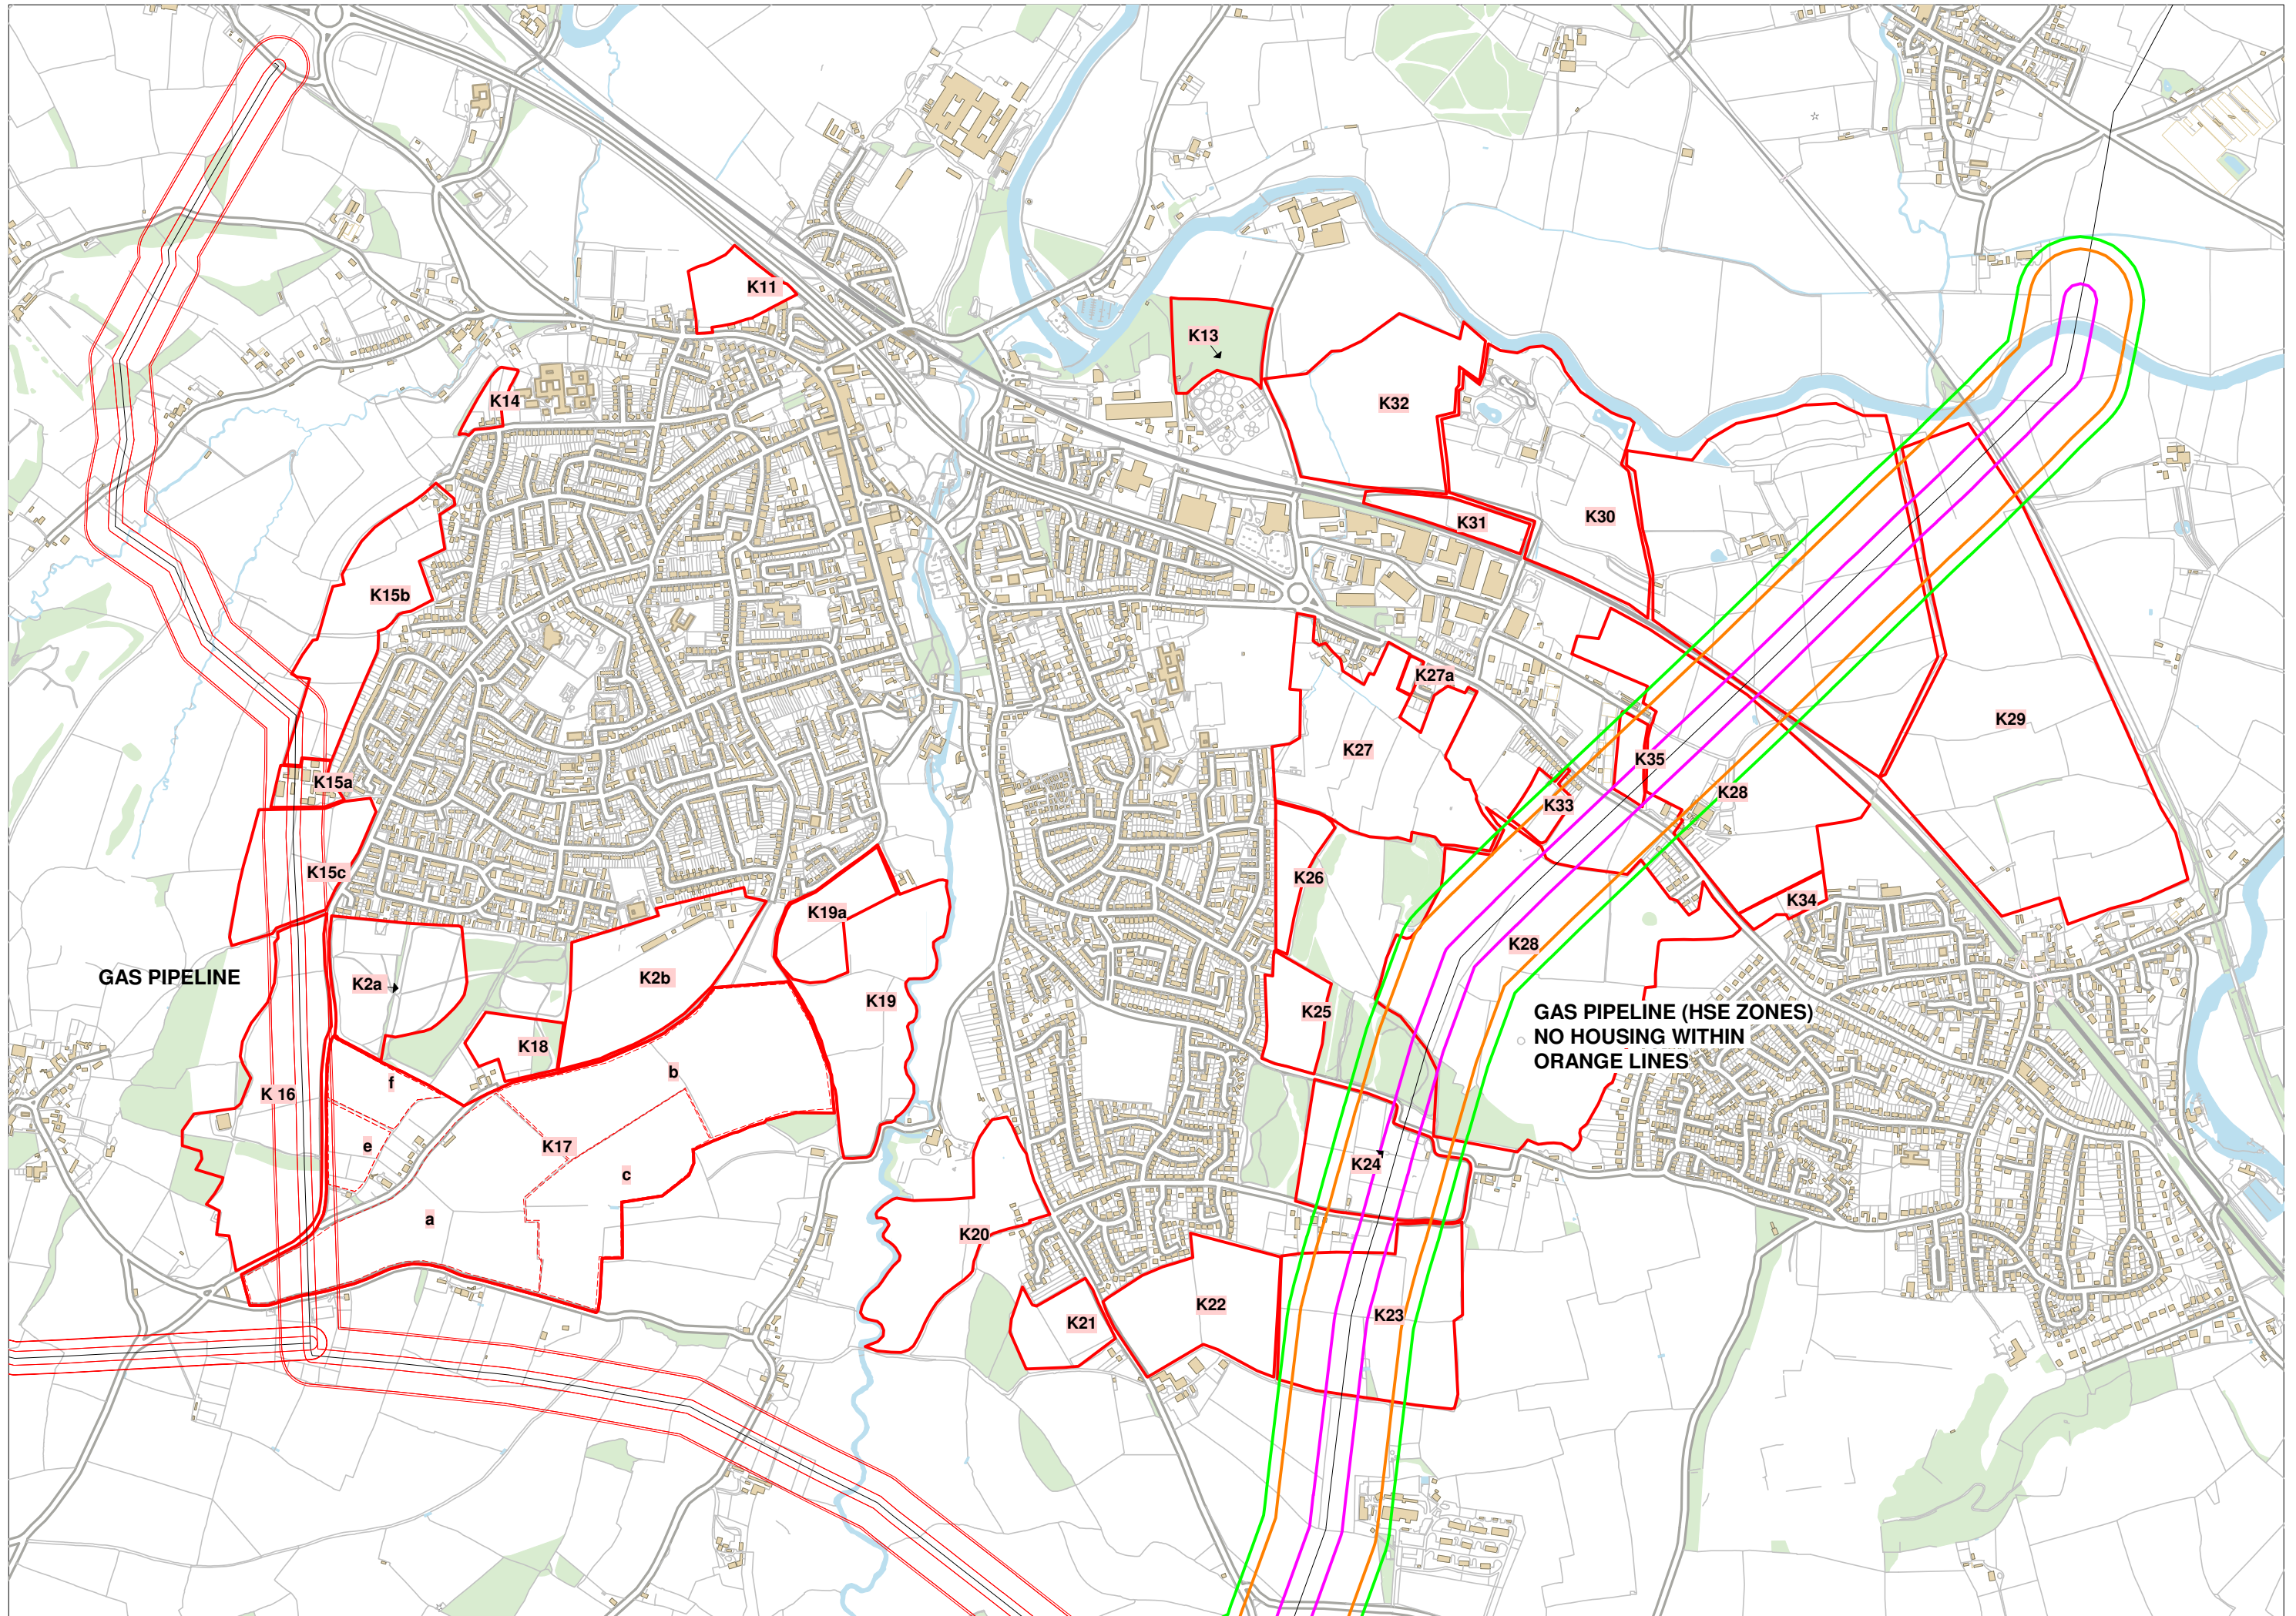 K11
K13
K14
K32
K31
K30
K15b
K27a
K29
K27
K35
K15a
K33
K28
K15c
K26
K34
K19a
K28
GAS PIPELINE
K2a
K2b
K19
K25
GAS PIPELINE (HSE ZONES)
NO HOUSING WITHIN
ORANGE LINES
K18
b
f
K 16
e
K17
K24
c
a
K20
K22
K23
K21